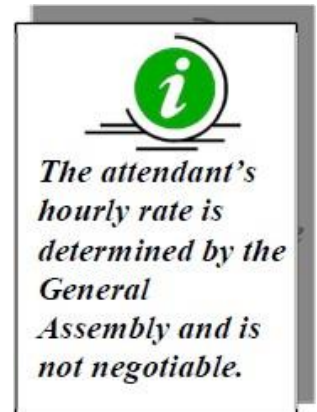 i
The attendant's
hourly rate is
determined by the
General
Assembly and is
not negotiable.